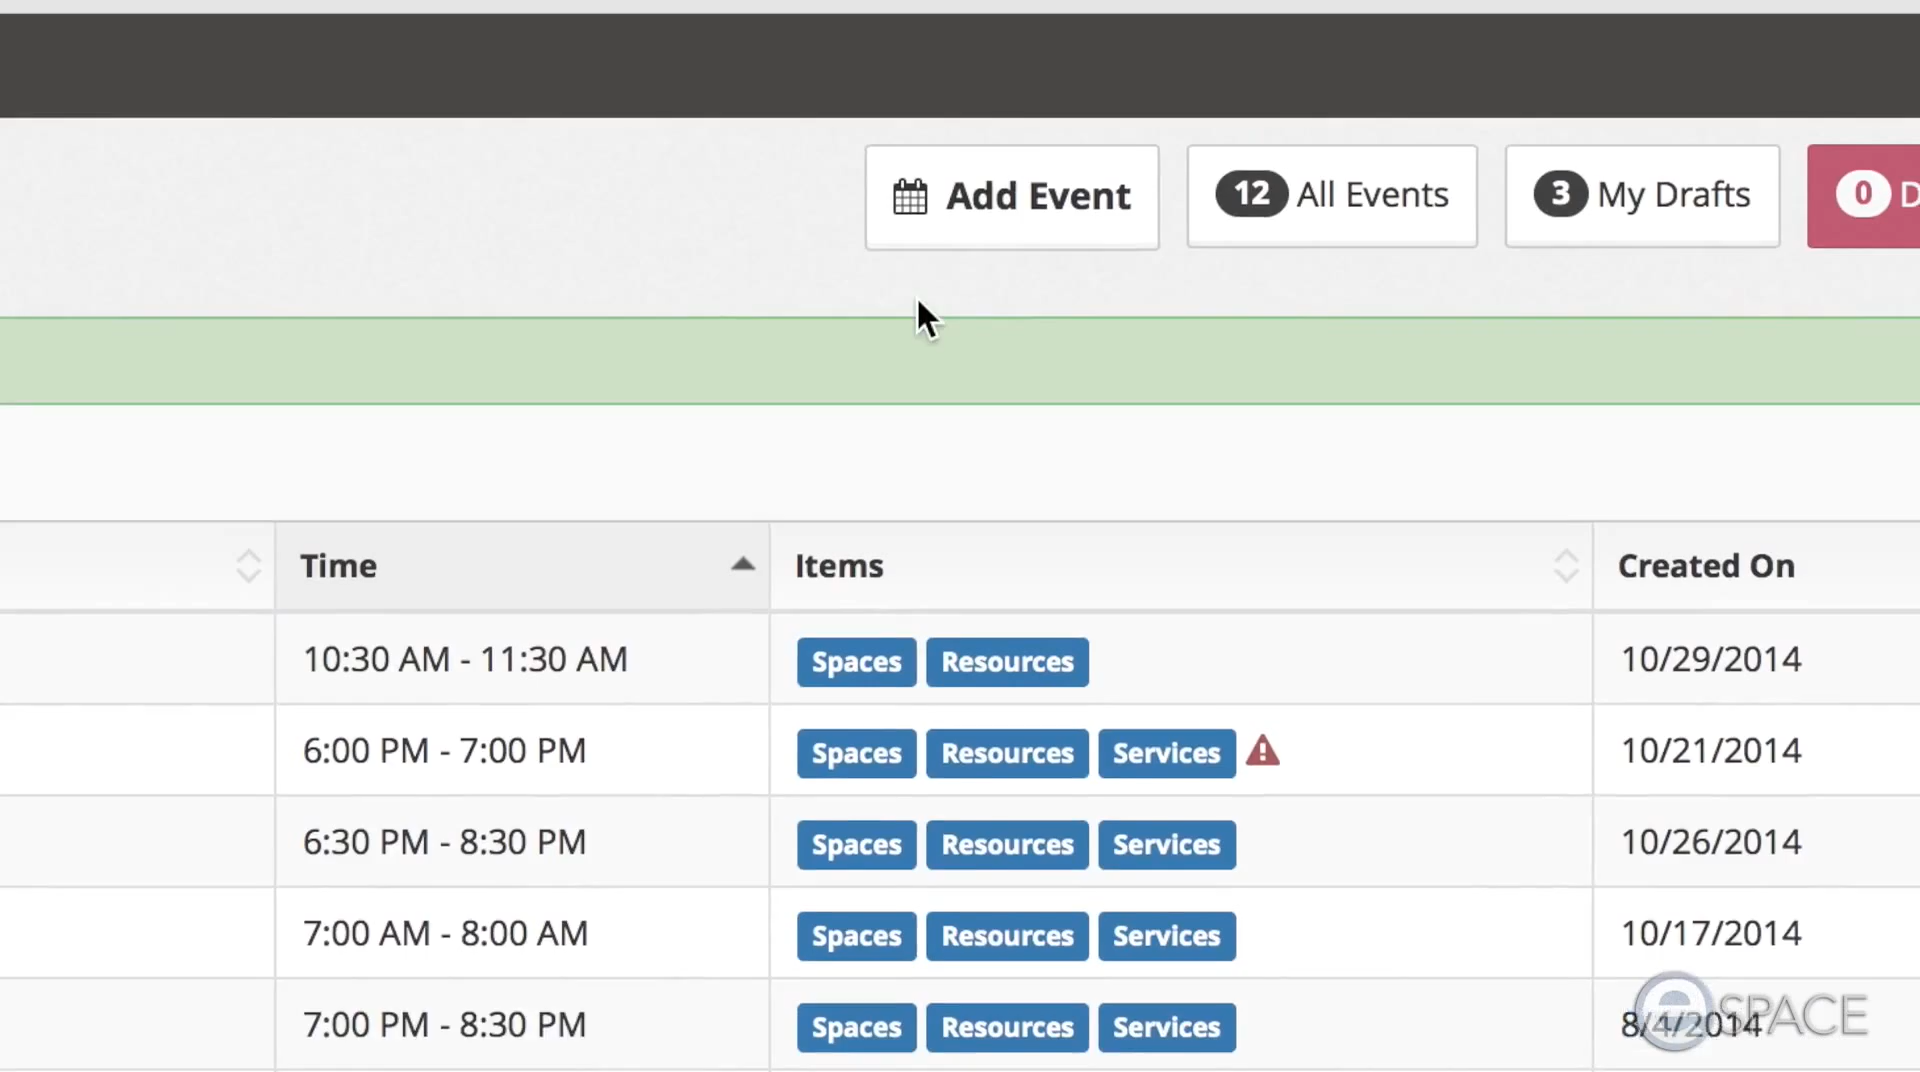 Add Event 12 All Events 3 My Drafts 0 D
Time Items Created On
10:30 AM - 11:30 AM Spaces Resources 10/29/2014
6:00 PM - 7:00 PM Spaces Resources Services 10/21/2014
6:30 PM - 8:30 PM Spaces Resources Services 10/26/2014
7:00 AM - 8:00 AM Spaces Resources Services 10/17/2014
7:00 PM - 8:30 PM Spaces Resources Services 8/4/2014
eSPACE